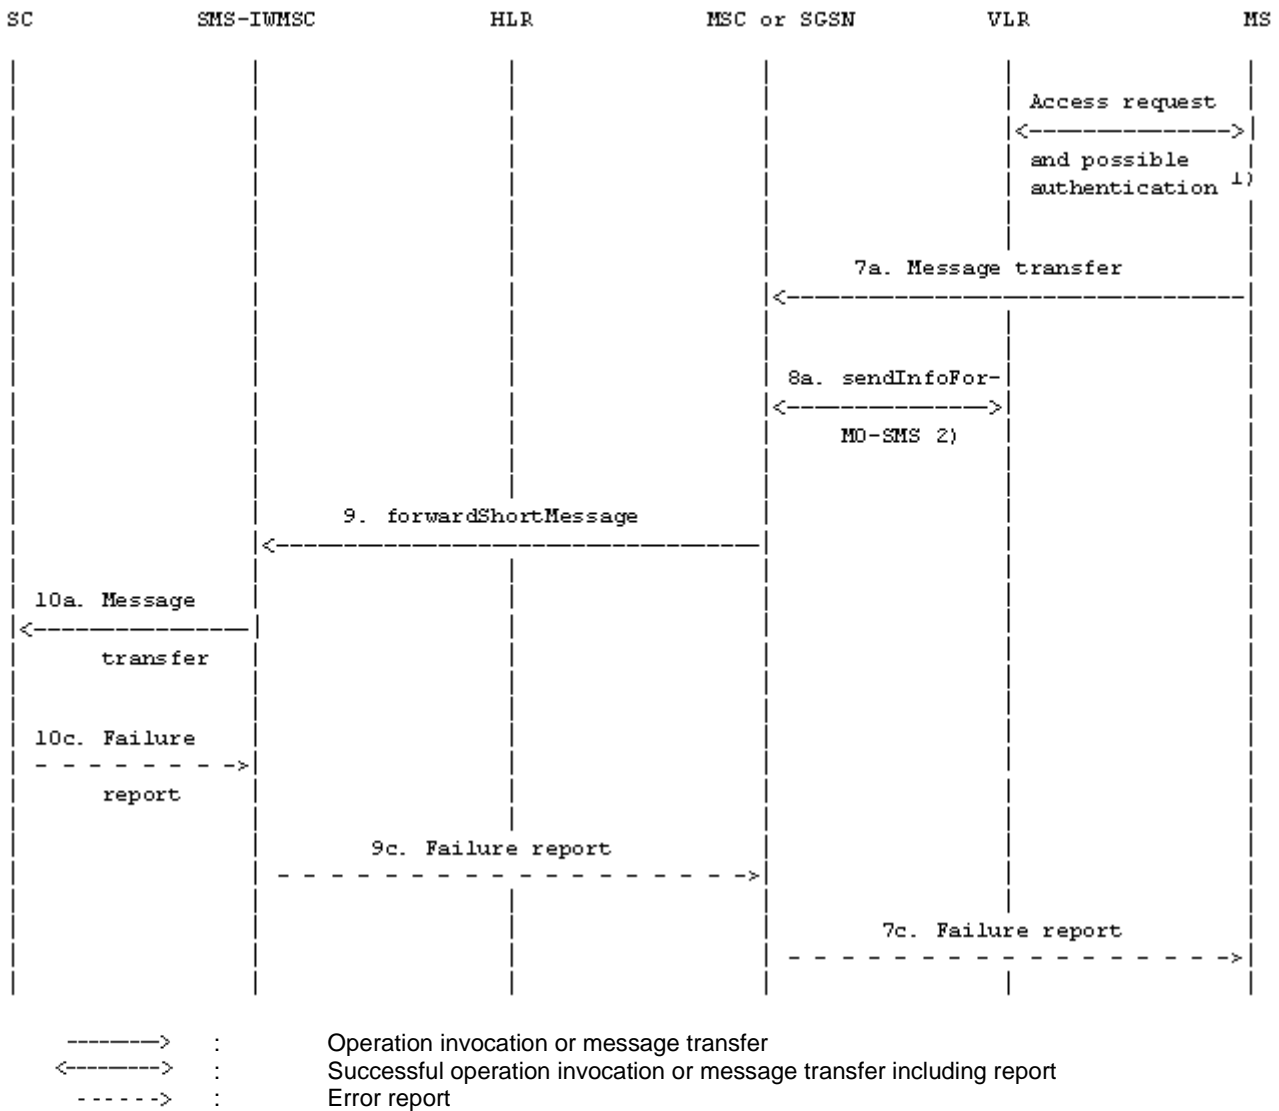 SC SMS-IWMSC HLR MSC or SGSN VLR MS
Access request
and possible
authentication 1)
7a. Message transfer
8a. sendInfoFor-
MO-SMS 2)
9. forwardShortMessage
10a. Message
transfer
10c. Failure
report
9c. Failure report
7c. Failure report
: Operation invocation or message transfer
: Successful operation invocation or message transfer including report
: Error report